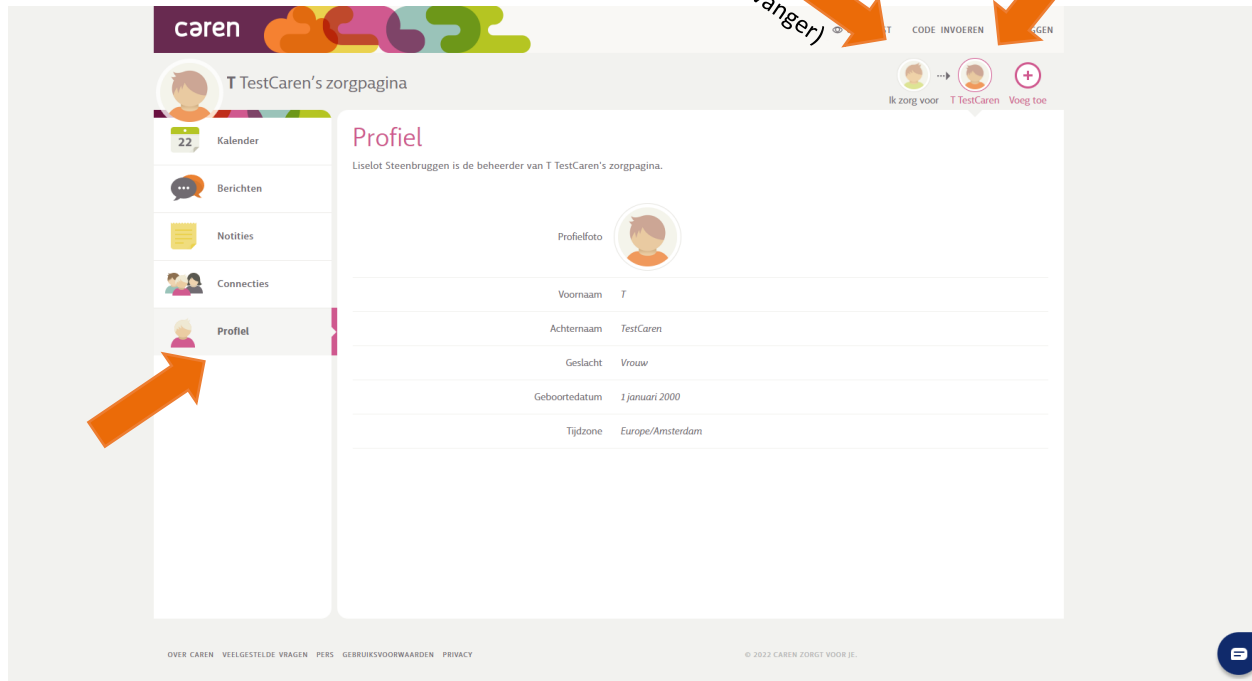 caren
CODE INVOEREN
T TestCaren's zorgpagina
Ik zorg voor
T TestCaren
Voeg toe
22
Kalender
Berichten
Notities
Connecties
Profiel
Profiel
Liselot Steenbruggen is de beheerder van T TestCaren's zorgpagina.
Profielfoto
Voornaam T
Achternaam TestCaren
Geslacht Vrouw
Geboortedatum 1 januari 2000
Tijdzone Europe/Amsterdam
OVER CAREN VEELGESTELDE VRAGEN PERS GEBRUIKSVOORWAARDEN PRIVACY
© 2022 CAREN ZORGT VOOR JE.